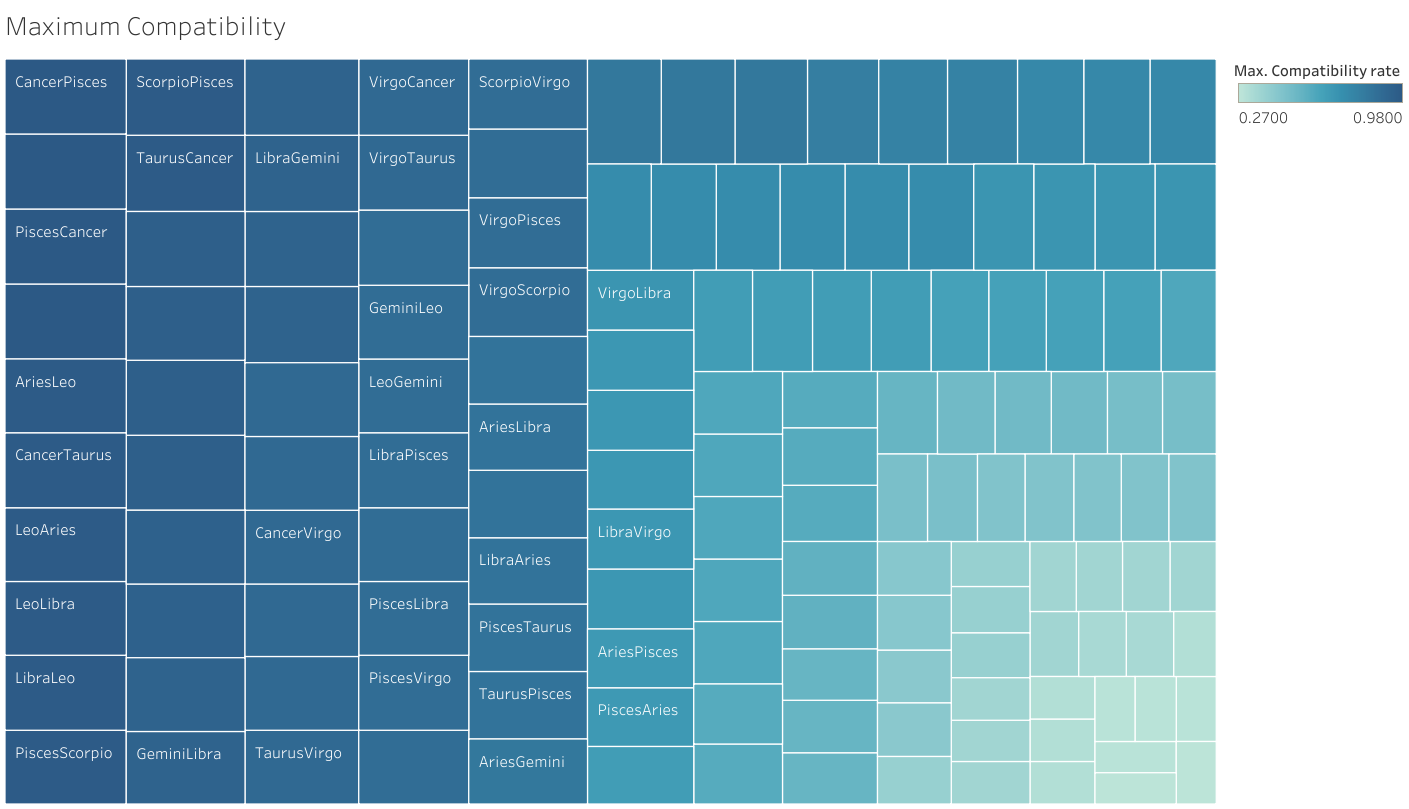 Maximum Compatibility
CancerPisces
PiscesCancer
AriesLeo
CancerTaurus
LeoAries
LeoLibra
LibraLeo
PiscesScorpio
ScorpioPisces
TaurusCancer
GeminiLibra
LibraGemini
CancerVirgo
TaurusVirgo
VirgoCancer
VirgoTaurus
GeminiLeo
LeoGemini
LibraPisces
PiscesLibra
PiscesVirgo
ScorpioVirgo
VirgoPisces
VirgoScorpio
AriesLibra
LibraAries
PiscesTaurus
TaurusPisces
AriesGemini
VirgoLibra
LibraVirgo
AriesPisces
PiscesAries
Max. Compatibility rate
0.2700 0.9800